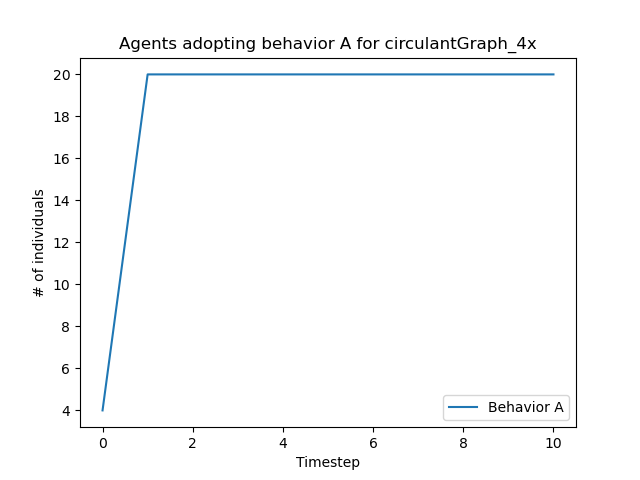 Agents adopting behavior A for circulantGraph_4x
# of individuals
20
18
16
14
12
10
8
6
4
0 2 4 6 8 10
Timestep
Behavior A